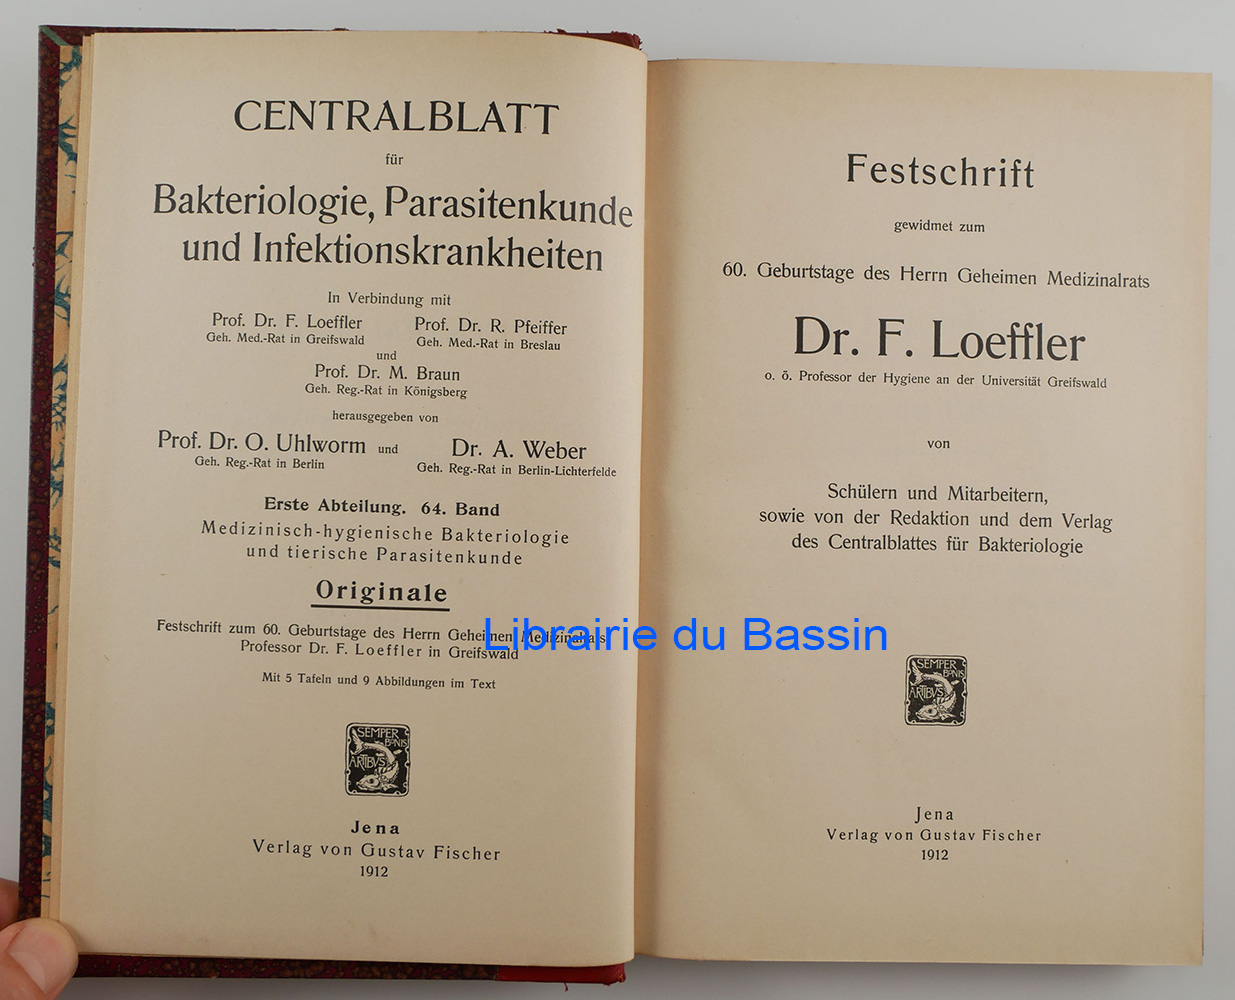 CENTRALBLATT
für
Bakteriologie, Parasitenkunde
und Infektionskrankheiten
In Verbindung mit
Prof. Dr. F. Loeffler Prof. Dr. R. Pfeiffer
Geh. Med.-Rat in Greifswald Geh. Med.-Rat in Breslau
und
Prof. Dr. M. Braun
Geh. Reg.-Rat in Königsberg
herausgegeben von
Prof. Dr. O. Uhlworm und Dr. A. Weber
Geh. Reg.-Rat in Berlin Geh. Reg.-Rat in Berlin-Lichterfelde
Erste Abteilung. 64. Band
Medizinisch-hygienische Bakteriologie
und tierische Parasitenkunde
Originale
Festschrift zum 60. Geburtstage des Herrn Geheimen Medizinalrats
Professor Dr. F. Loeffler in Greifswald
Mit 5 Tafeln und 9 Abbildungen im Text
SEMPER
BONIS
ARTIBVS
Jena
Verlag von Gustav Fischer
1912
Festschrift
gewidmet zum
60. Geburtstage des Herrn Geheimen Medizinalrats
Dr. F. Loeffler
o. ö. Professor der Hygiene an der Universität Greifswald
von
Schülern und Mitarbeitern,
sowie von der Redaktion und dem Verlag
des Centralblattes für Bakteriologie
SEMPER
BONIS
ARTIBVS
Jena
Verlag von Gustav Fischer
1912
Librairie du Bassin